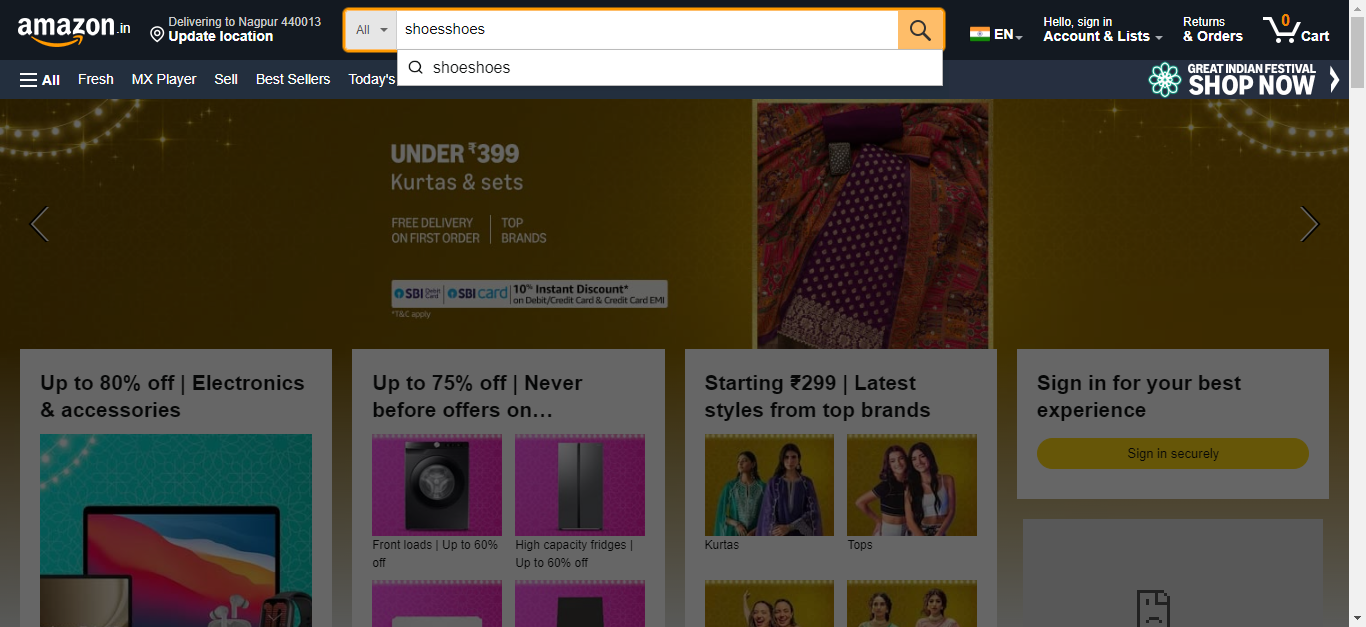 amazon.in
Delivering to Nagpur 440013
Update location
All
shoesshoes
EN
Hello, sign in
Account & Lists
Returns
& Orders
0
Cart
shoeshoes
All
Fresh
MX Player
Sell
Best Sellers
Today's
GREAT INDIAN FESTIVAL
SHOP NOW
UNDER ₹399
Kurtas & sets
FREE DELIVERY
ON FIRST ORDER
TOP
BRANDS
SBI Debit Card
SBI card
10% Instant Discount*
on Debit/Credit Card & Credit Card EMI
*T&C apply
Up to 80% off | Electronics
& accessories
Up to 75% off | Never
before offers on…
Front loads | Up to 60%
off
High capacity fridges |
Up to 60% off
Starting ₹299 | Latest
styles from top brands
Kurtas
Tops
Sign in for your best
experience
Sign in securely